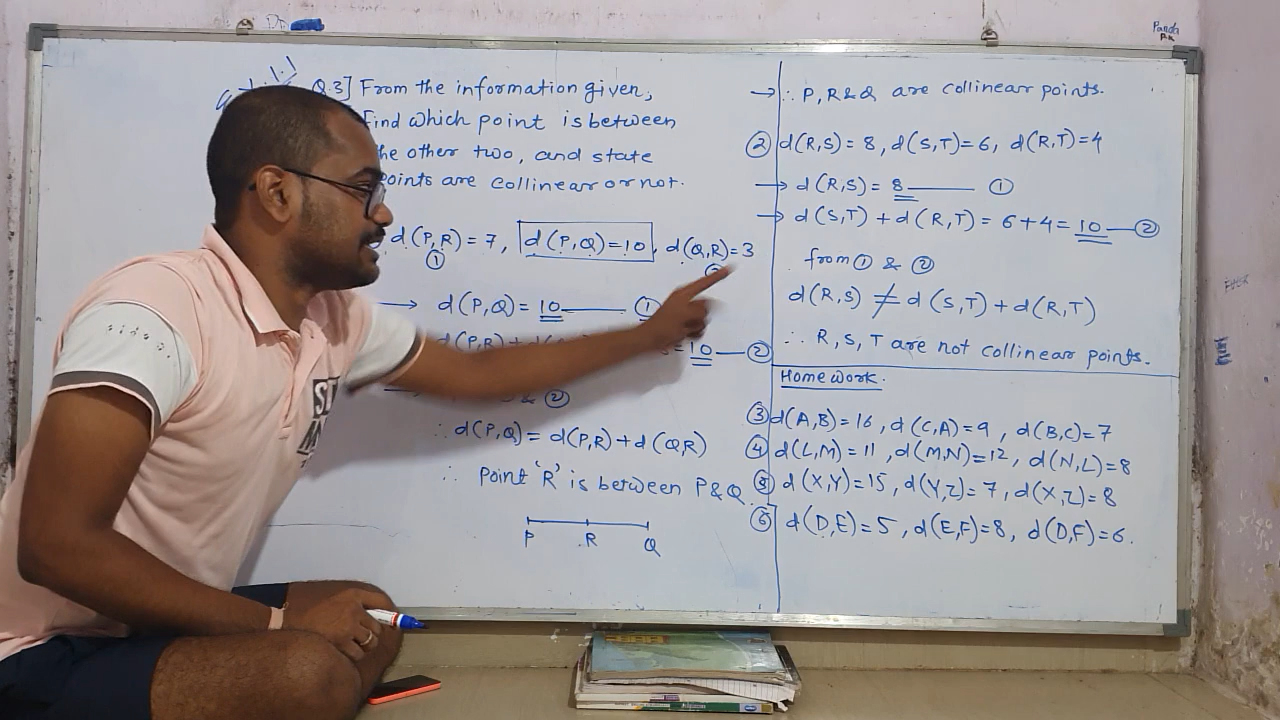 Q.3] From the information given,
find which point is between
the other two, and state
points are collinear or not.
d(P,R) = 7, d(P,Q) = 10, d(Q,R) = 3
①
→ d(P,Q) = 10 ——— ①
= 10 — ②
& ②
∴ d(P,Q) = d(P,R) + d(Q,R)
∴ Point 'R' is between P & Q.
P R Q
→ ∴ P, R & Q are collinear points.
② d(R,S) = 8, d(S,T) = 6, d(R,T) = 4
→ d(R,S) = 8 ——— ①
→ d(S,T) + d(R,T) = 6 + 4 = 10 — ②
from ① & ②
d(R,S) ≠ d(S,T) + d(R,T)
∴ R, S, T are not collinear points.
Home work.
③ d(A,B) = 16, d(C,A) = 9, d(B,C) = 7
④ d(L,M) = 11, d(M,N) = 12, d(N,L) = 8
⑤ d(X,Y) = 15, d(Y,Z) = 7, d(X,Z) = 8
⑥ d(D,E) = 5, d(E,F) = 8, d(D,F) = 6.